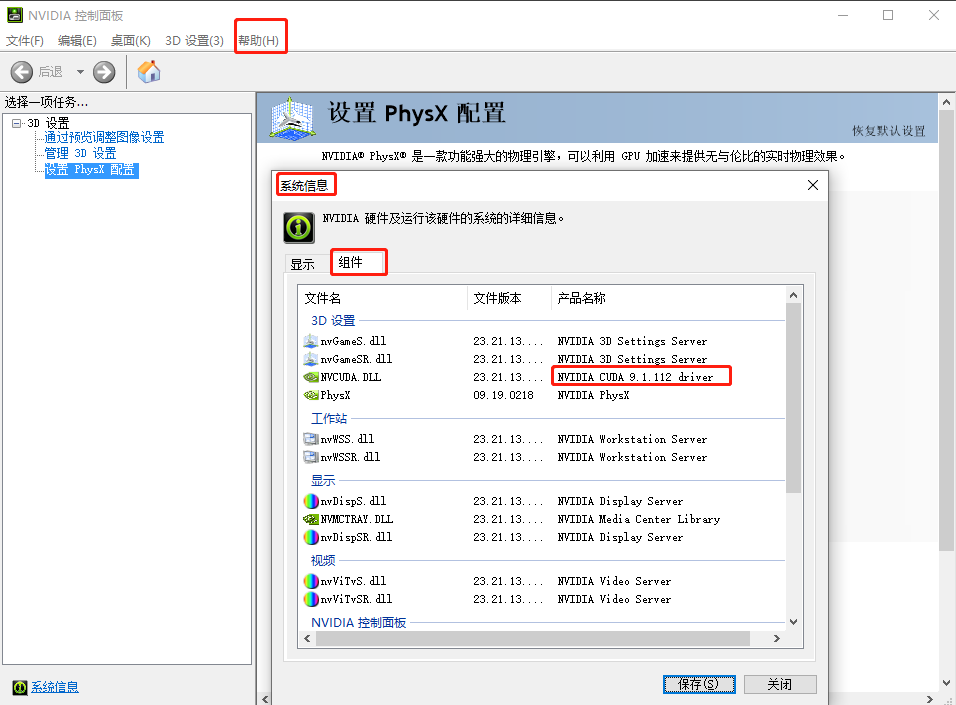 NVIDIA 控制面板
文件(F) 编辑(E) 桌面(K) 3D 设置(3) 帮助(H)
后退
选择一项任务...
3D 设置
通过预览调整图像设置
管理 3D 设置
设置 PhysX 配置
系统信息
设置 PhysX 配置
恢复默认设置
NVIDIA® PhysX® 是一款功能强大的物理引擎，可以利用 GPU 加速来提供无与伦比的实时物理效果。
系统信息
NVIDIA 硬件及运行该硬件的系统的详细信息。
显示 组件
文件名 文件版本 产品名称
3D 设置
nvGameS.dll 23.21.13.... NVIDIA 3D Settings Server
nvGameSR.dll 23.21.13.... NVIDIA 3D Settings Server
NVCUDA.DLL 23.21.13.... NVIDIA CUDA 9.1.112 driver
PhysX 09.19.0218 NVIDIA PhysX
工作站
nvWSS.dll 23.21.13.... NVIDIA Workstation Server
nvWSSR.dll 23.21.13.... NVIDIA Workstation Server
显示
nvDispS.dll 23.21.13.... NVIDIA Display Server
NVMCTRAY.DLL 23.21.13.... NVIDIA Media Center Library
nvDispSR.dll 23.21.13.... NVIDIA Display Server
视频
nvViTvS.dll 23.21.13.... NVIDIA Video Server
nvViTvSR.dll 23.21.13.... NVIDIA Video Server
NVIDIA 控制面板
保存(S) 关闭